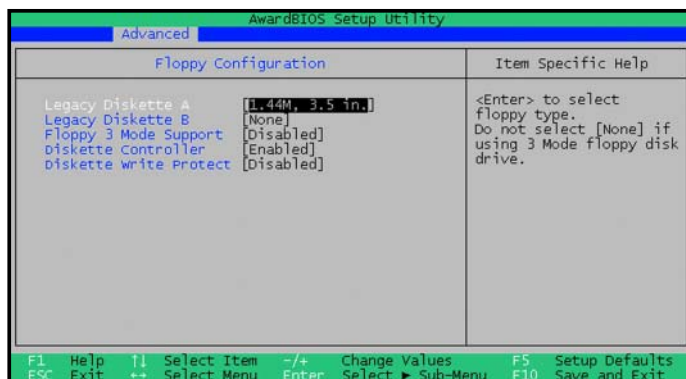 AwardBIOS Setup Utility
Advanced
Floppy Configuration
Item Specific Help
Legacy Diskette A [1.44M, 3.5 in.]
Legacy Diskette B [None]
Floppy 3 Mode Support [Disabled]
Diskette Controller [Enabled]
Diskette Write Protect [Disabled]
<Enter> to select
floppy type.
Do not select [None] if
using 3 Mode floppy disk
drive.
F1 Help ↑↓ Select Item -/+ Change Values F5 Setup Defaults
ESC Exit ↔ Select Menu Enter Select ► Sub-Menu F10 Save and Exit